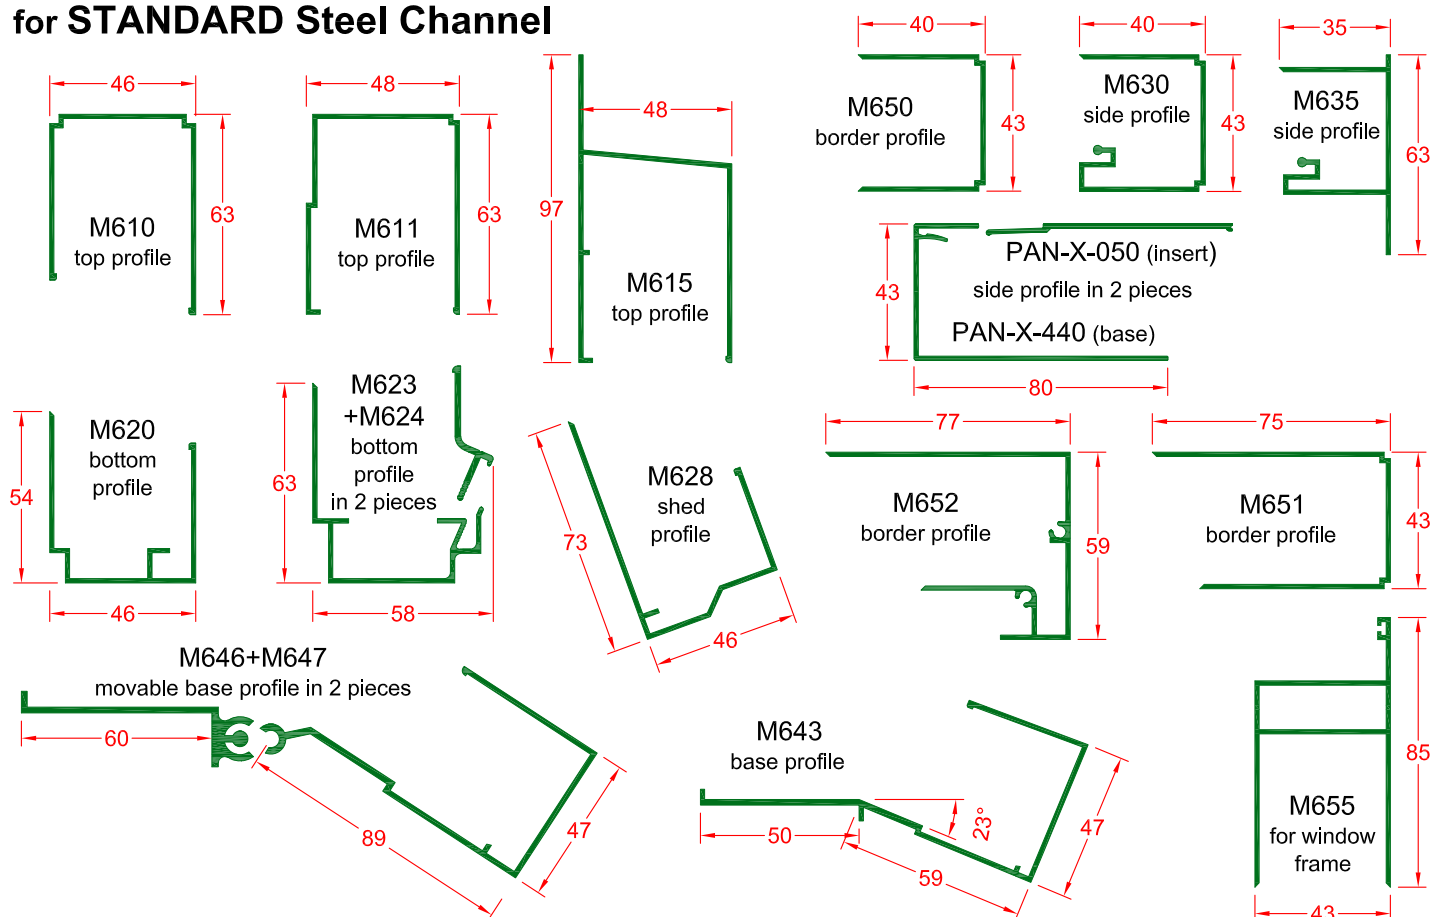 for STANDARD Steel Channel
46
63
M610
top profile
48
63
M611
top profile
97
48
M615
top profile
40
43
M650
border profile
40
43
M630
side profile
35
63
M635
side profile
PAN-X-050 (insert)
side profile in 2 pieces
43
PAN-X-440 (base)
80
54
M620
bottom
profile
46
63
M623
+M624
bottom
profile
in 2 pieces
58
73
M628
shed
profile
46
77
M652
border profile
59
75
M651
border profile
43
M646+M647
movable base profile in 2 pieces
60
89
47
M643
base profile
50
23°
59
47
85
M655
for window
frame
43